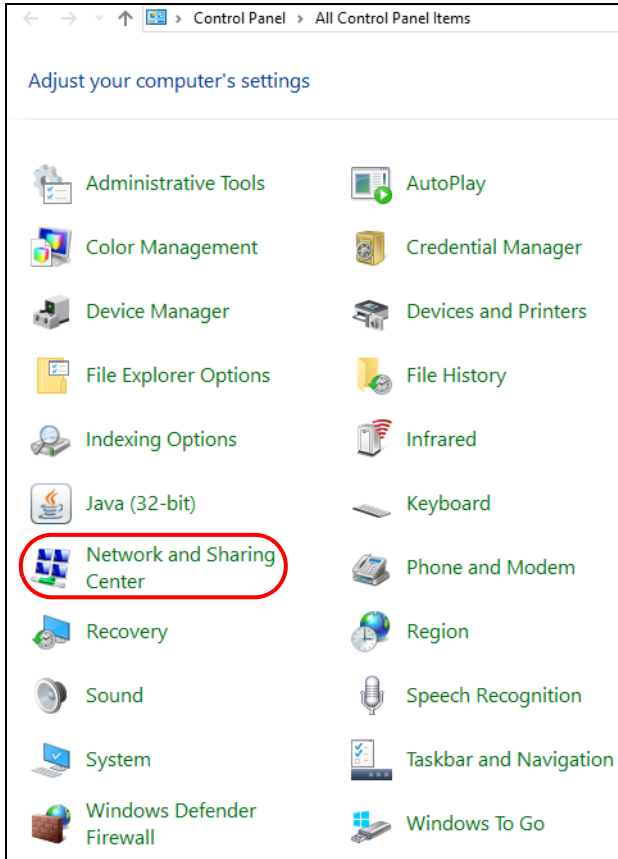 Control Panel > All Control Panel Items
Adjust your computer's settings
Administrative Tools
AutoPlay
Color Management
Credential Manager
Device Manager
Devices and Printers
File Explorer Options
File History
Indexing Options
Infrared
Java (32-bit)
Keyboard
Network and Sharing
Center
Phone and Modem
Recovery
Region
Sound
Speech Recognition
System
Taskbar and Navigation
Windows Defender
Firewall
Windows To Go